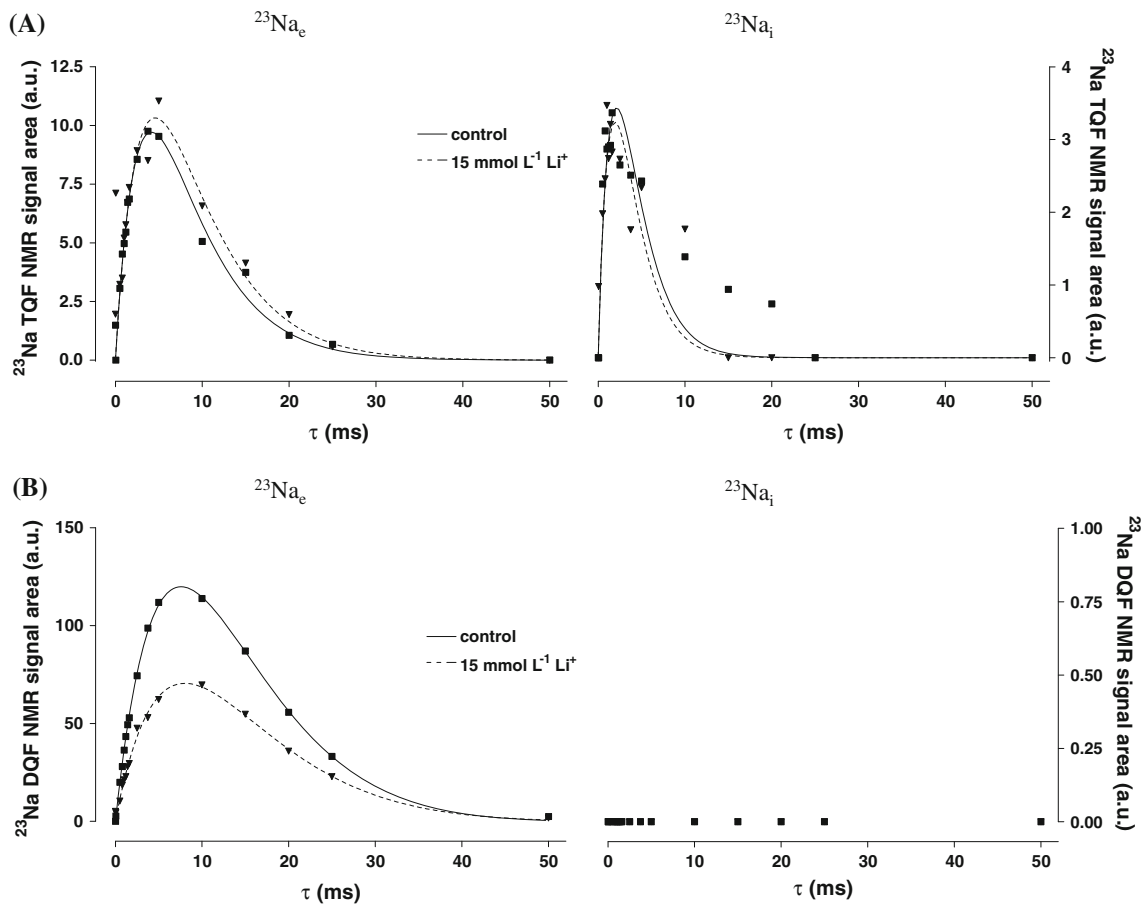 (A)
²³Naₑ
²³Naᵢ
²³Na TQF NMR signal area (a.u.)
12.5
10.0
7.5
5.0
2.5
0.0
control
15 mmol L⁻¹ Li⁺
0 10 20 30 40 50
τ (ms)
4
3
2
1
0
²³Na TQF NMR signal area (a.u.)
0 10 20 30 40 50
τ (ms)
(B)
²³Naₑ
²³Naᵢ
²³Na DQF NMR signal area (a.u.)
150
100
50
0
control
15 mmol L⁻¹ Li⁺
0 10 20 30 40 50
τ (ms)
1.00
0.75
0.50
0.25
0.00
²³Na DQF NMR signal area (a.u.)
0 10 20 30 40 50
τ (ms)